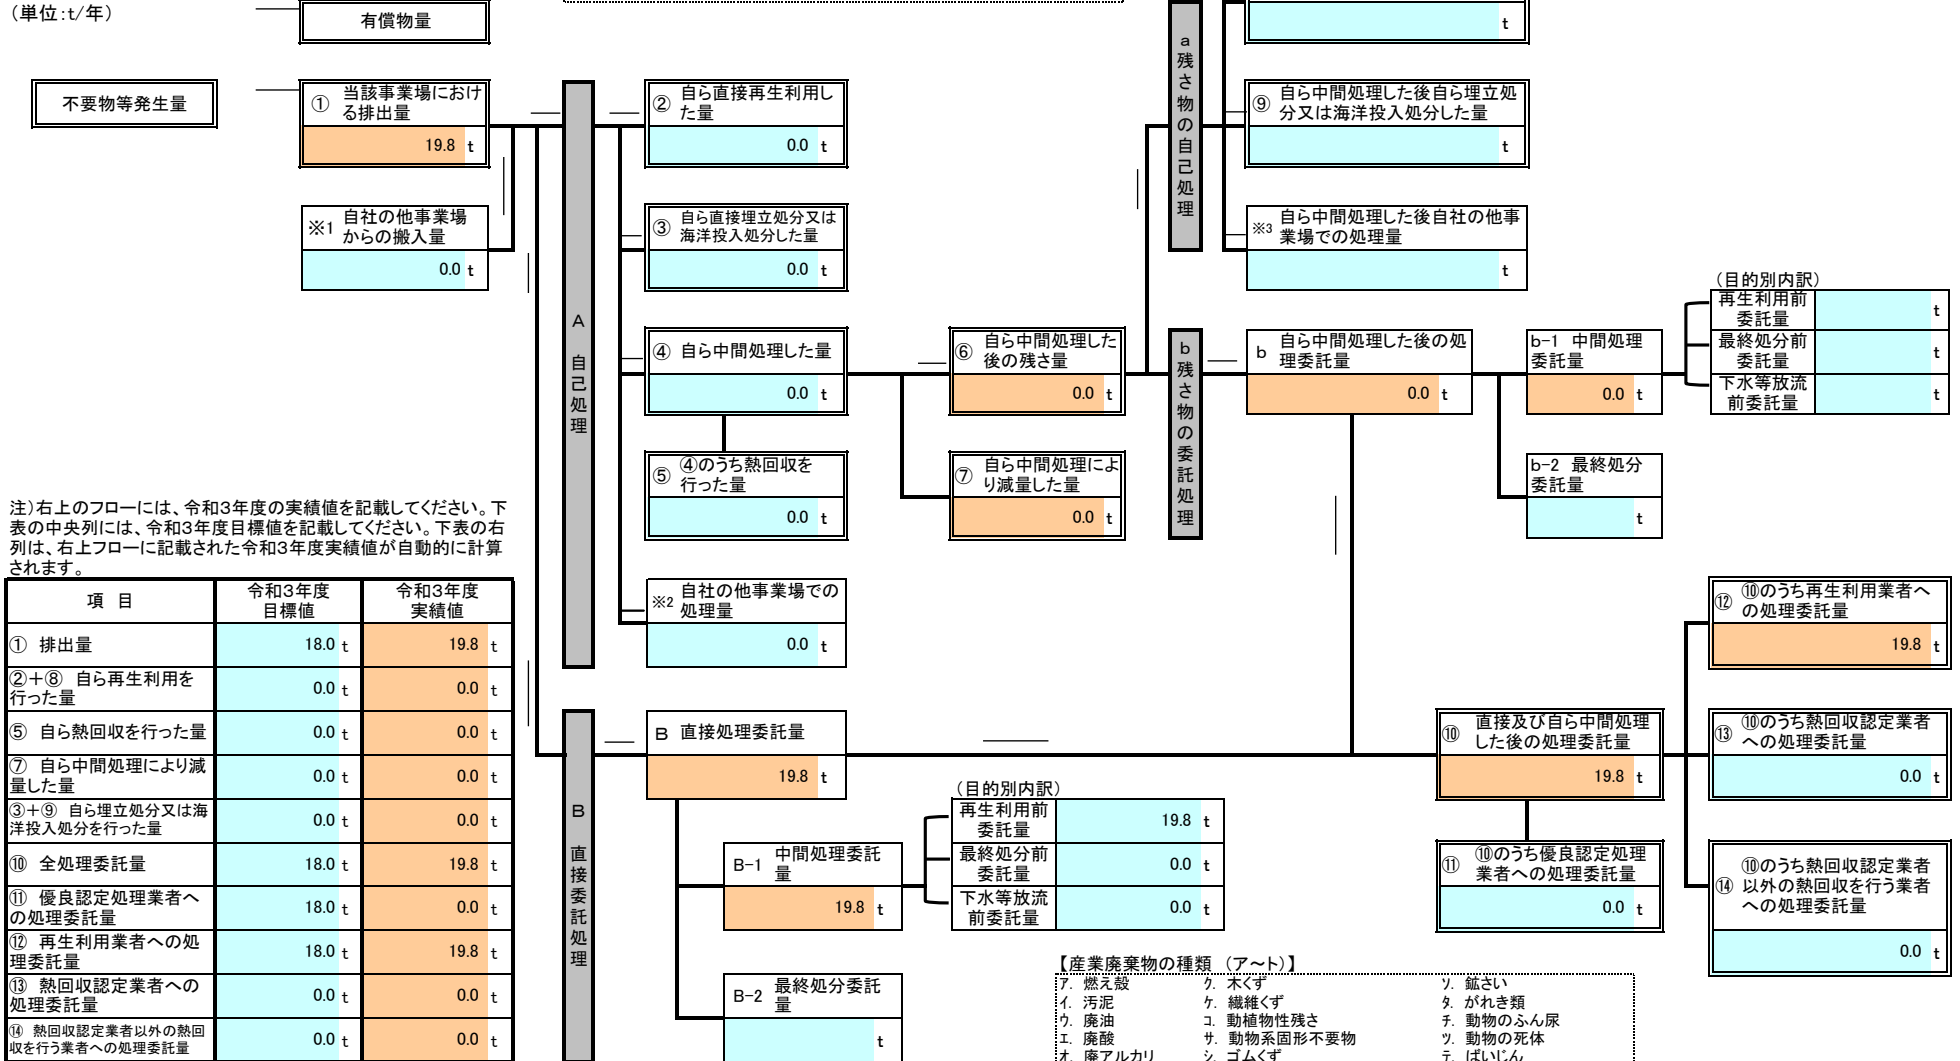 （単位：t/年）
有償物量
t
不要物等発生量
① 当該事業場におけ
る排出量
19.8 t
※1 自社の他事業場
からの搬入量
0.0 t
A 自己処理
② 自ら直接再生利用し
た量
0.0 t
③ 自ら直接埋立処分又は
海洋投入処分した量
0.0 t
④ 自ら中間処理した量
0.0 t
⑤ ④のうち熱回収を
行った量
0.0 t
※2 自社の他事業場での
処理量
0.0 t
⑥ 自ら中間処理した
後の残さ量
0.0 t
⑦ 自ら中間処理によ
り減量した量
0.0 t
a 残さ物の自己処理
⑨ 自ら中間処理した後自ら埋立処
分又は海洋投入処分した量
t
※3 自ら中間処理した後自社の他事
業場での処理量
t
b 残さ物の委託処理
b 自ら中間処理した後の処
理委託量
0.0 t
b-1 中間処理
委託量
0.0 t
b-2 最終処分
委託量
t
（目的別内訳）
再生利用前
委託量
t
最終処分前
委託量
t
下水等放流
前委託量
t
注）右上のフローには、令和3年度の実績値を記載してください。下
表の中央列には、令和3年度目標値を記載してください。下表の右
列は、右上フローに記載された令和3年度実績値が自動的に計算
されます。
項 目 令和3年度
目標値 令和3年度
実績値
① 排出量 18.0 t 19.8 t
②＋⑧ 自ら再生利用を
行った量 0.0 t 0.0 t
⑤ 自ら熱回収を行った量 0.0 t 0.0 t
⑦ 自ら中間処理により減
量した量 0.0 t 0.0 t
③＋⑨ 自ら埋立処分又は海
洋投入処分を行った量 0.0 t 0.0 t
⑩ 全処理委託量 18.0 t 19.8 t
⑪ 優良認定処理業者へ
の処理委託量 18.0 t 0.0 t
⑫ 再生利用業者への処
理委託量 18.0 t 19.8 t
⑬ 熱回収認定業者への
処理委託量 0.0 t 0.0 t
⑭ 熱回収認定業者以外の熱回
収を行う業者への処理委託量 0.0 t 0.0 t
B 直接委託処理
B 直接処理委託量
19.8 t
B-1 中間処理委託
量
19.8 t
B-2 最終処分委託
量
t
（目的別内訳）
再生利用前
委託量
19.8 t
最終処分前
委託量
0.0 t
下水等放流
前委託量
0.0 t
⑩ 直接及び自ら中間処理
した後の処理委託量
19.8 t
⑪ ⑩のうち優良認定処理
業者への処理委託量
0.0 t
⑫ ⑩のうち再生利用業者へ
の処理委託量
19.8 t
⑬ ⑩のうち熱回収認定業者
への処理委託量
0.0 t
⑭ ⑩のうち熱回収認定業者
以外の熱回収を行う業者
への処理委託量
0.0 t
【産業廃棄物の種類 （ア～ト）】
ア. 燃え殻 ク. 木くず ソ. 鉱さい
イ. 汚泥 ケ. 繊維くず タ. がれき類
ウ. 廃油 コ. 動植物性残さ チ. 動物のふん尿
エ. 廃酸 サ. 動物系固形不要物 ツ. 動物の死体
オ. 廃アルカリ シ. ゴムくず テ. ばいじん